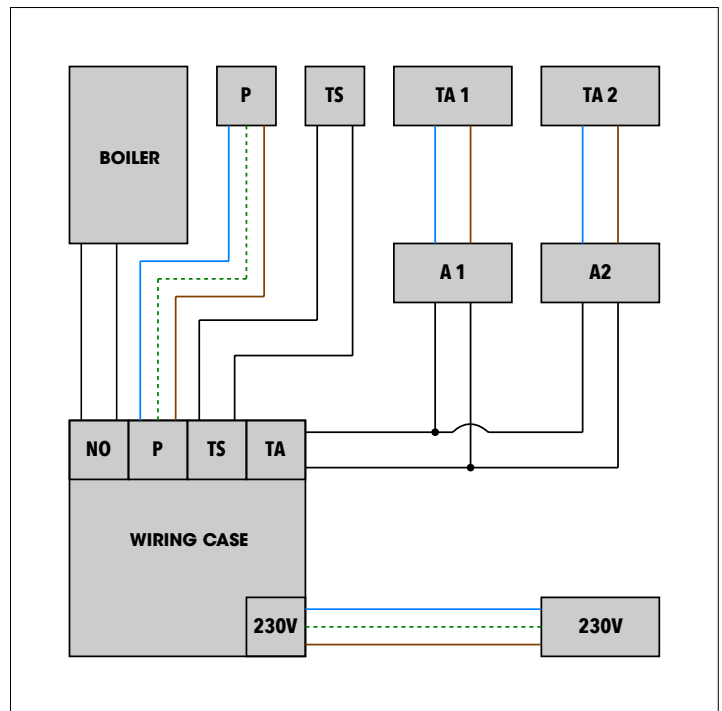 P
TS
TA 1
TA 2
BOILER
A 1
A2
NO
P
TS
TA
WIRING CASE
230V
230V